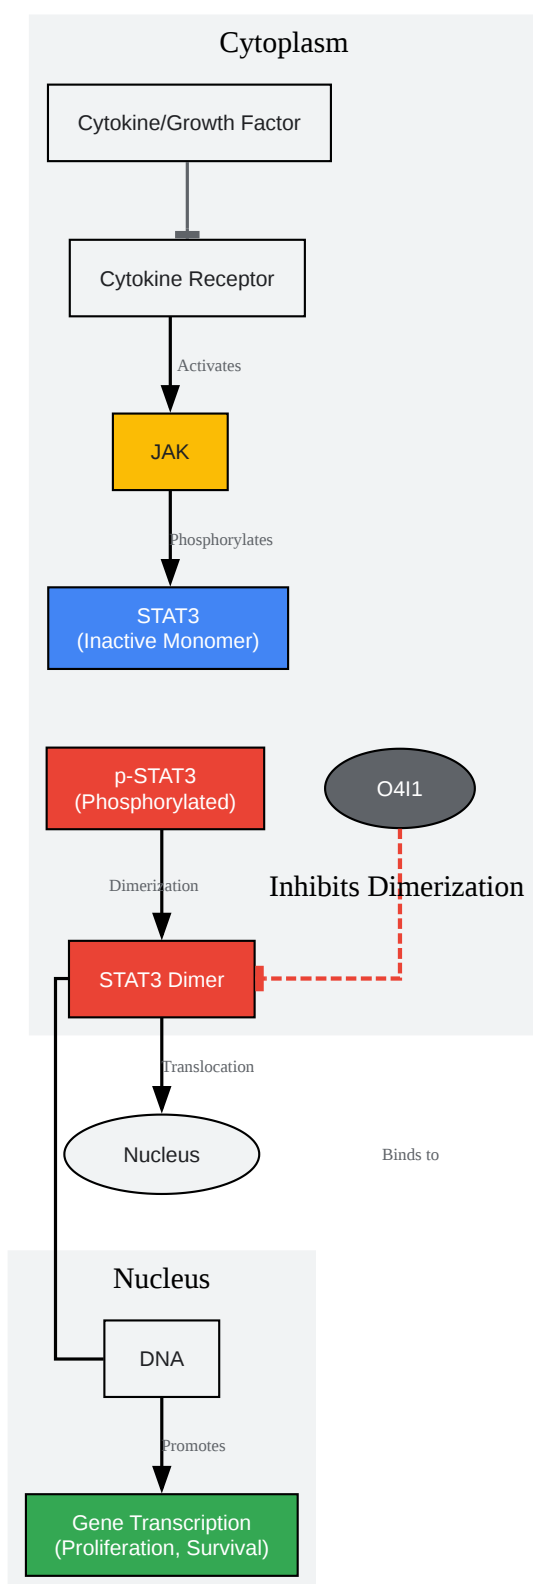 Cytoplasm
Cytokine/Growth Factor
Cytokine Receptor
Activates
JAK
Phosphorylates
STAT3
(Inactive Monomer)
p-STAT3
(Phosphorylated)
O4I1
Dimerization
Inhibits Dimerization
STAT3 Dimer
Translocation
Nucleus
Binds to
Nucleus
DNA
Promotes
Gene Transcription
(Proliferation, Survival)